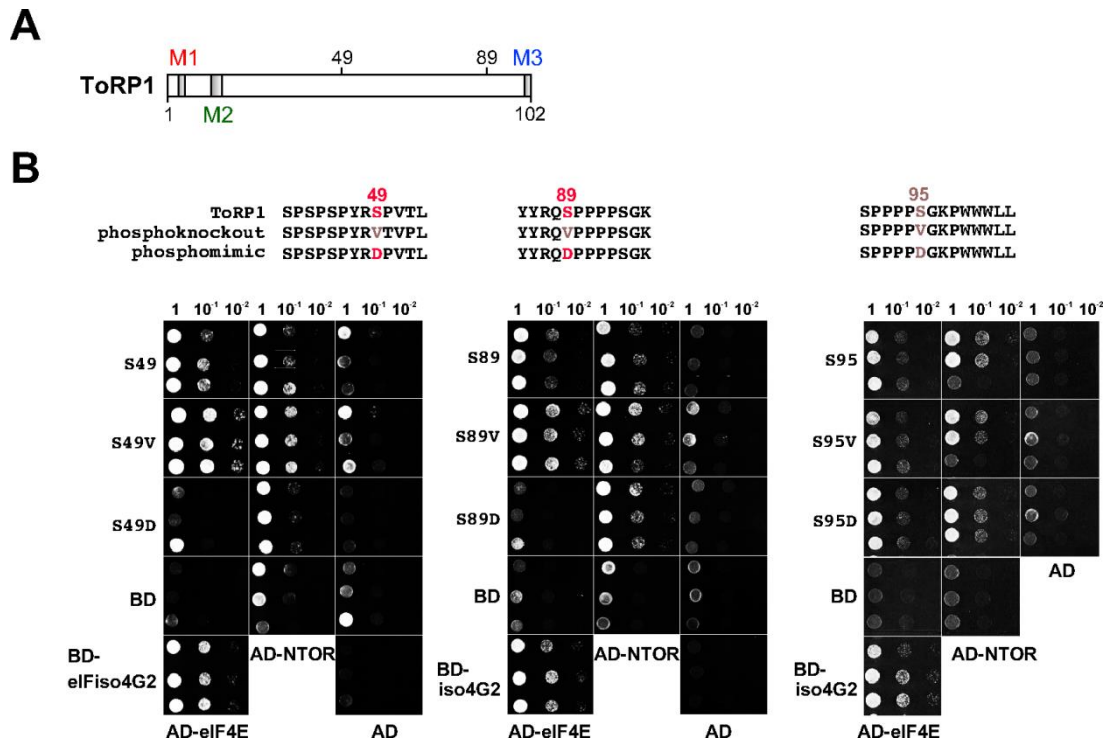 A
M1 49 89 M3
ToRP1
1 M2 102
B
49 89 95
ToRP1 SPSPSPYRSPVTL YYRQSPPPPSGK SPPPPSGKPWWWLL
phosphoknockout SPSPSPYRVTVPL YYRQVPPPPSGK SPPPPVGKPWWWLL
phosphomimic SPSPSPYRDPVTL YYRQDPPPPSGK SPPPPDGKPWWWLL
1 10-1 10-2 1 10-1 10-2 1 10-1 10-2 1 10-1 10-2 1 10-1 10-2 1 10-1 10-2 1 10-1 10-2 1 10-1 10-2 1 10-1 10-2
S49 S89 S95
S49V S89V S95V
S49D S89D S95D
AD
BD BD BD
BD-eIFiso4G2 AD-NTOR BD-iso4G2 AD-NTOR BD-iso4G2 AD-NTOR
AD-eIF4E AD AD-eIF4E AD AD-eIF4E